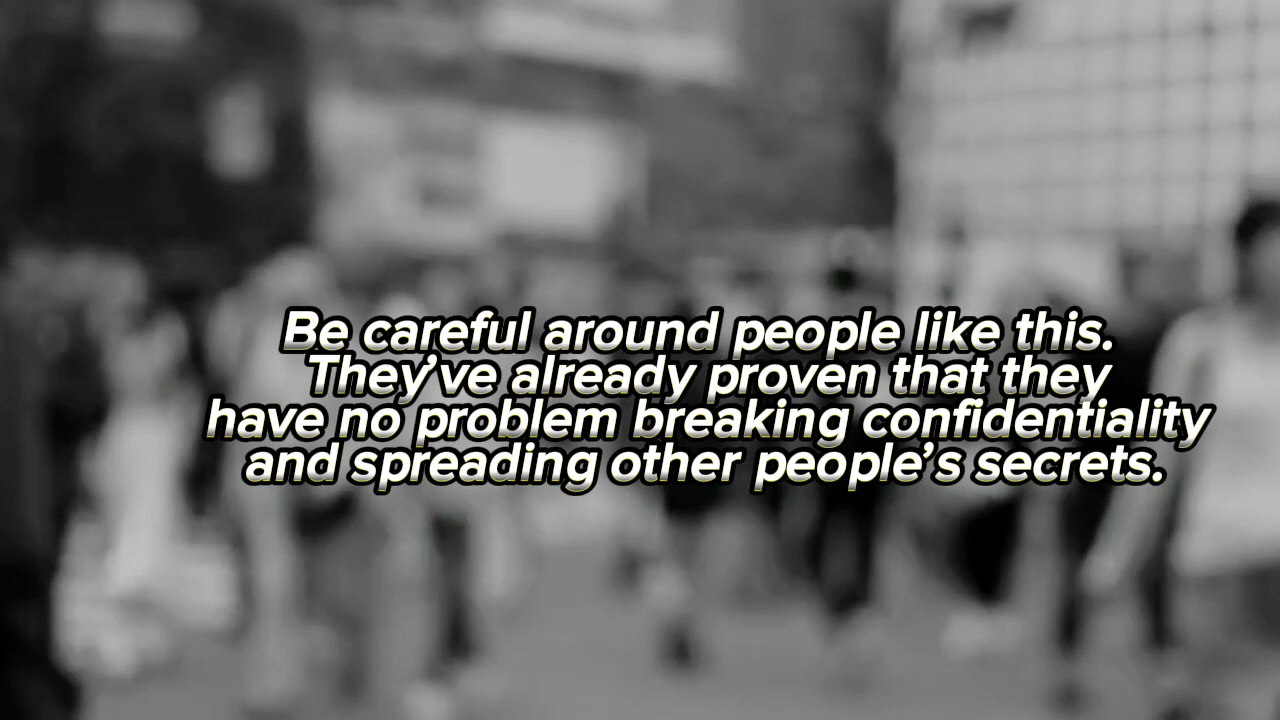 Be careful around people like this.
They’ve already proven that they
have no problem breaking confidentiality
and spreading other people’s secrets.